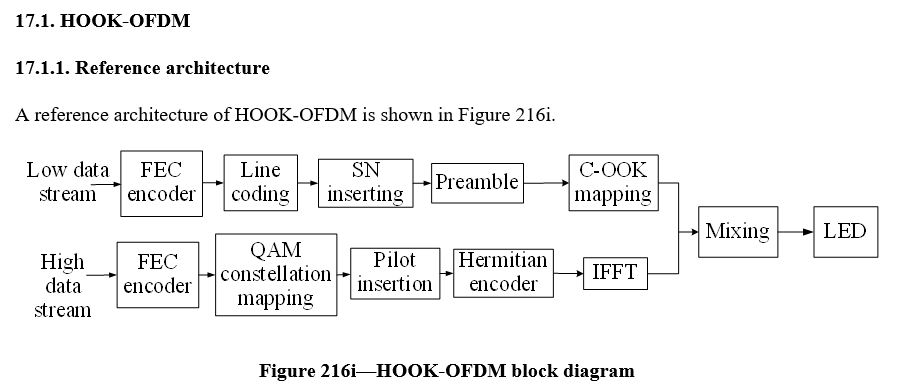 17.1. HOOK-OFDM
17.1.1. Reference architecture
A reference architecture of HOOK-OFDM is shown in Figure 216i.
Low data
stream
FEC
encoder
Line
coding
SN
inserting
Preamble
C-OOK
mapping
High
data
stream
FEC
encoder
QAM
constellation
mapping
Pilot
insertion
Hermitian
encoder
IFFT
Mixing
LED
Figure 216i—HOOK-OFDM block diagram